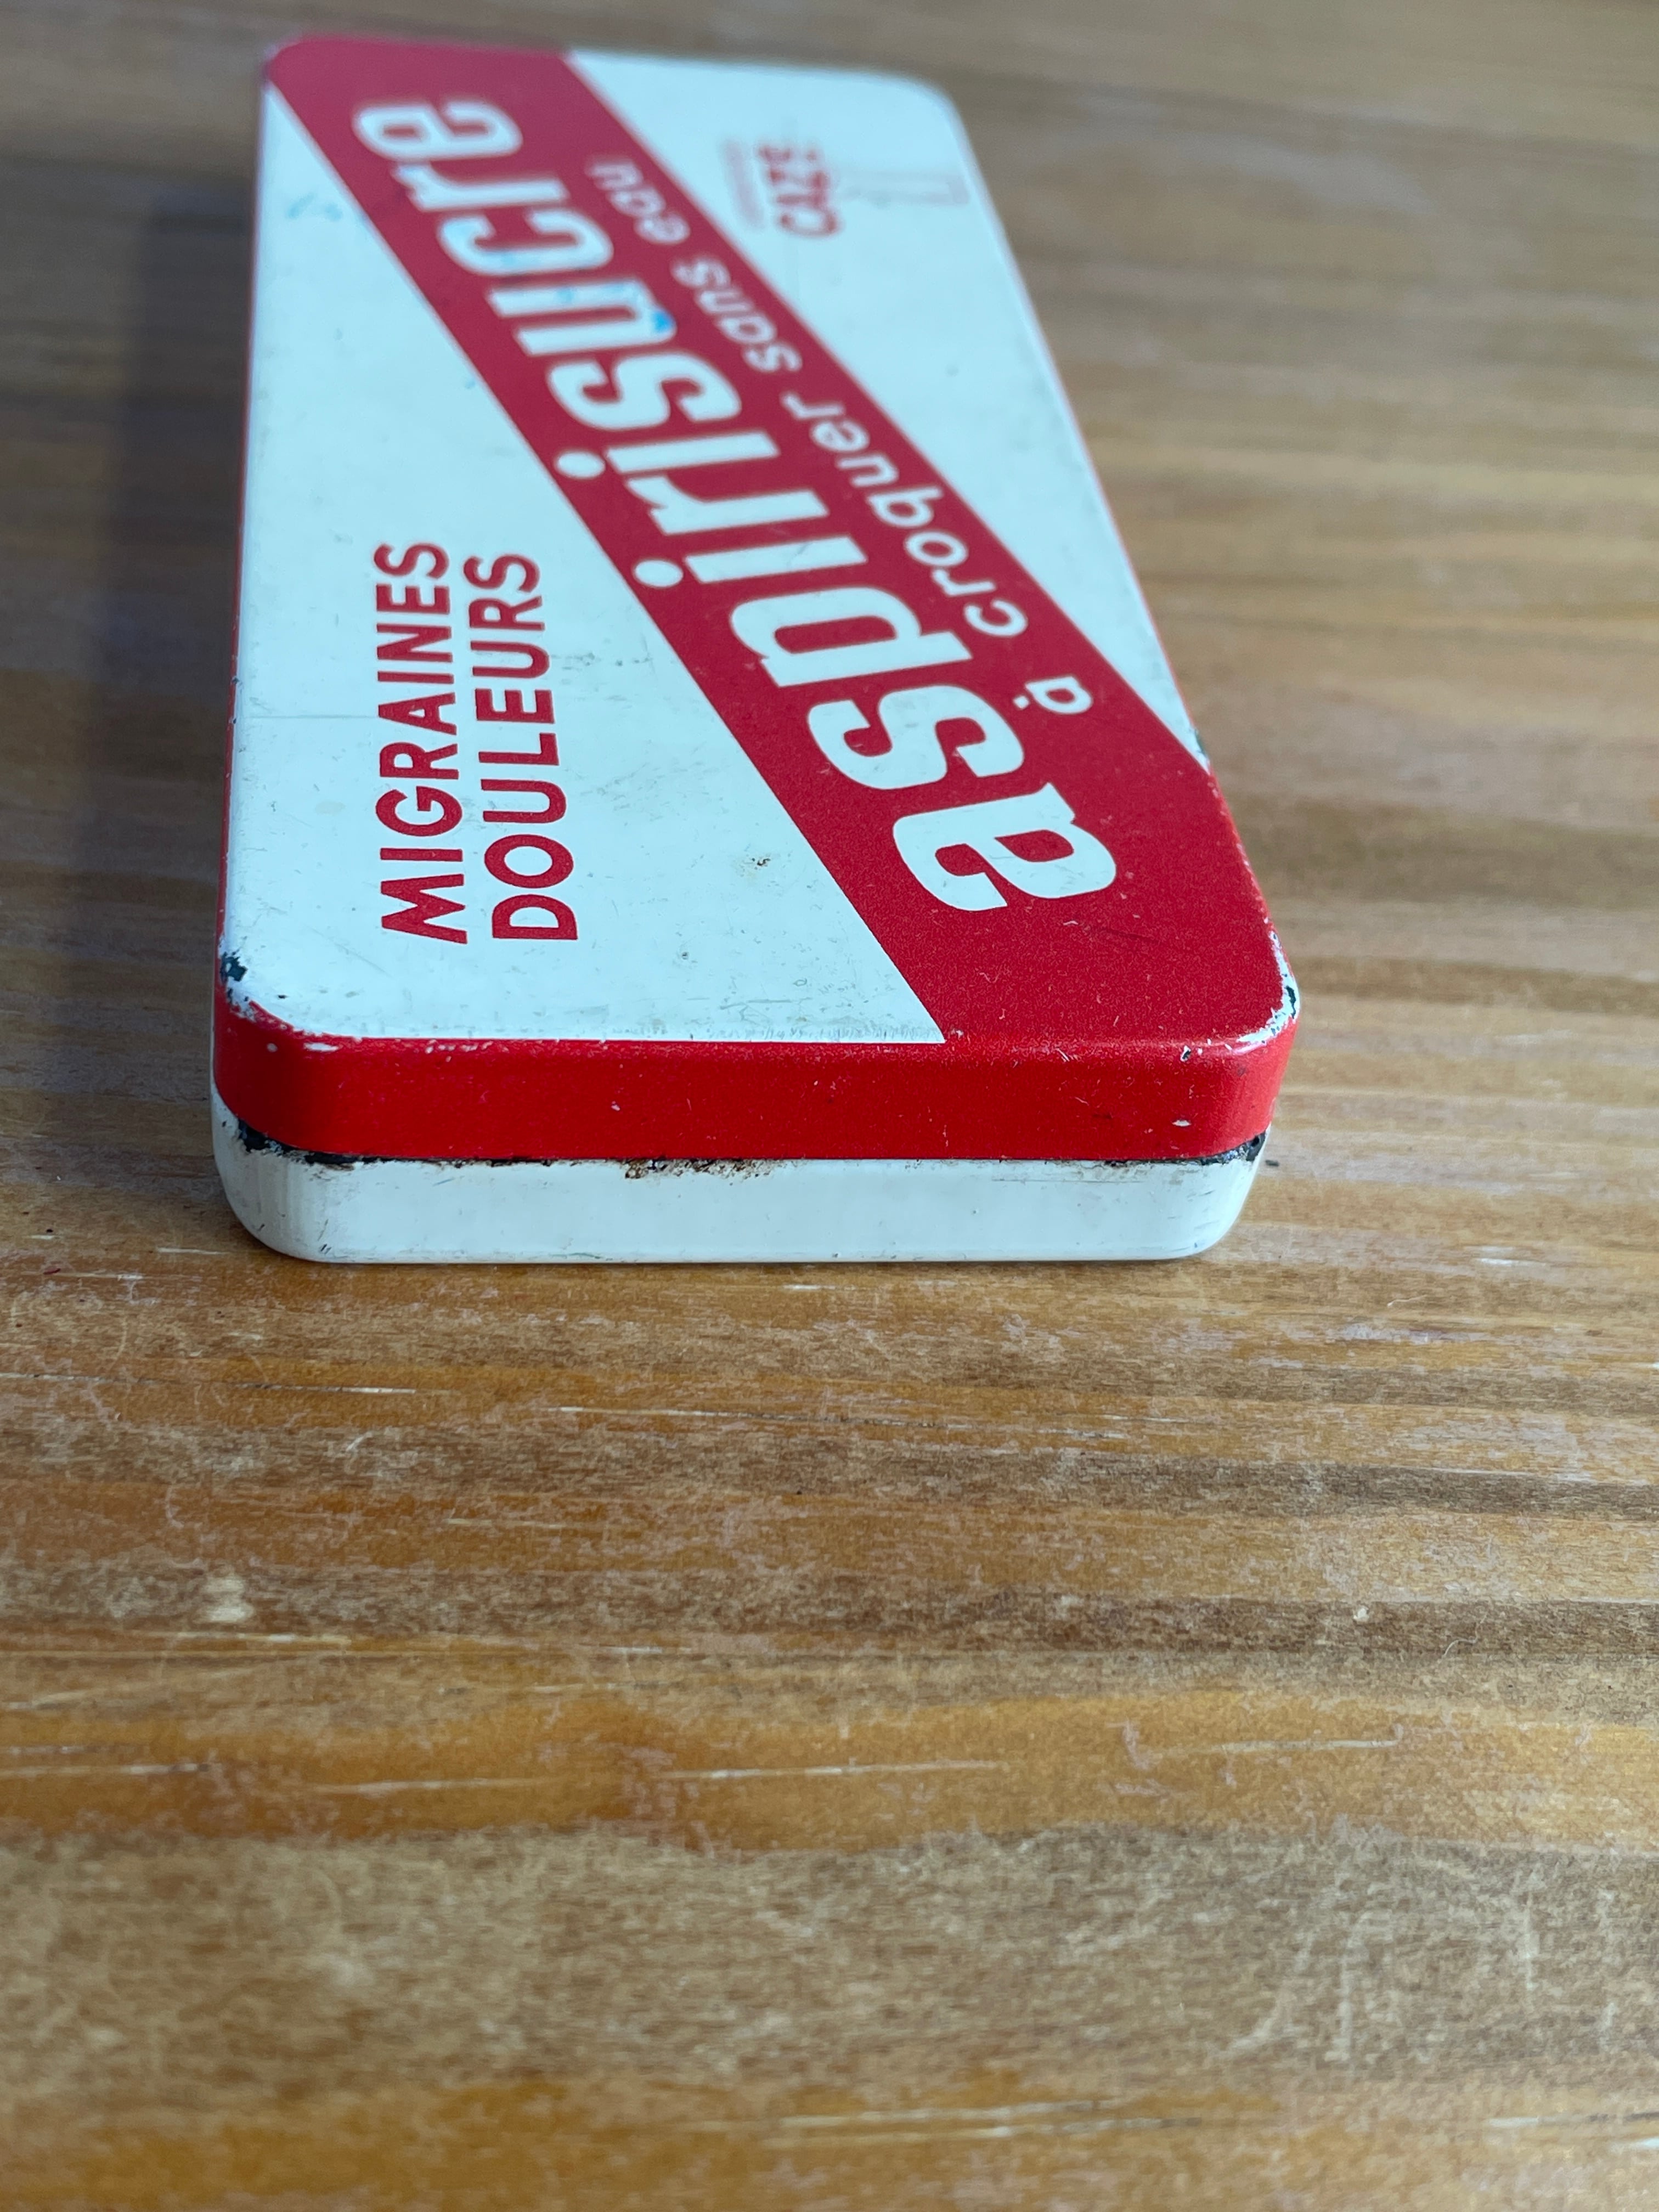 MIGRAINES
DOULEURS
aspirisucre
à croquer sans eau
CAZE